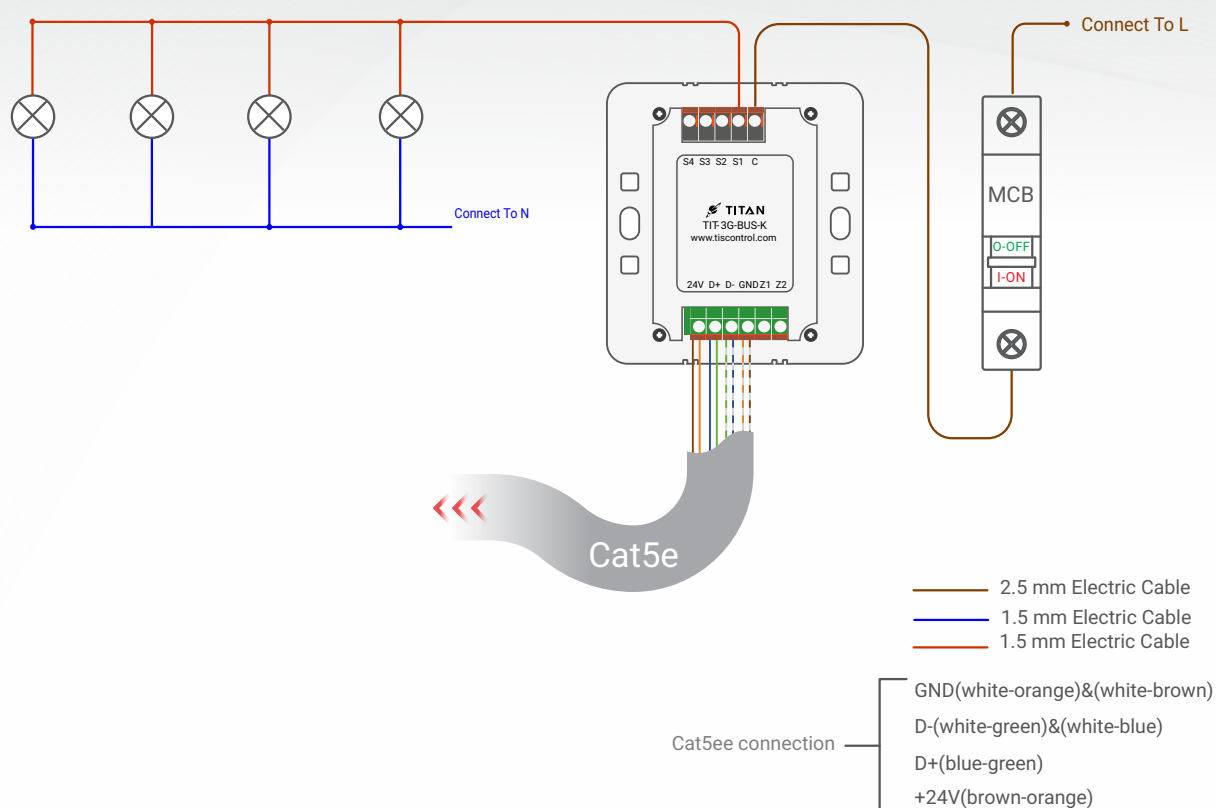 Connect To L
Connect To N
S4 S3 S2 S1 C
TITAN
TIT-3G-BUS-K
www.tiscontrol.com
24V D+ D- GND Z1 Z2
MCB
O-OFF
I-ON
Cat5e
2.5 mm Electric Cable
1.5 mm Electric Cable
1.5 mm Electric Cable
Cat5ee connection
GND(white-orange)&(white-brown)
D-(white-green)&(white-blue)
D+(blue-green)
+24V(brown-orange)